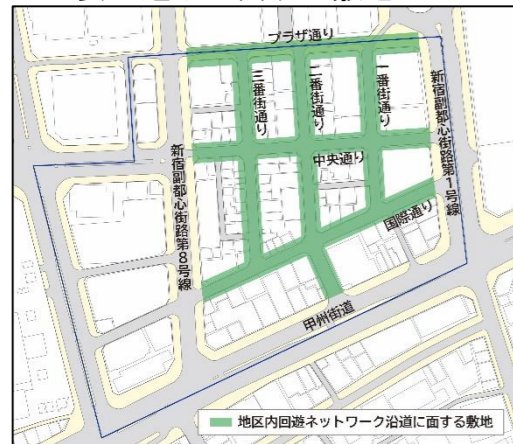 プラザ通り
三番街通り
二番街通り
一番街通り
新宿副都心街路第1号線
中央通り
新宿副都心街路第8号線
国際通り
甲州街道
地区内回遊ネットワーク沿道に面する敷地